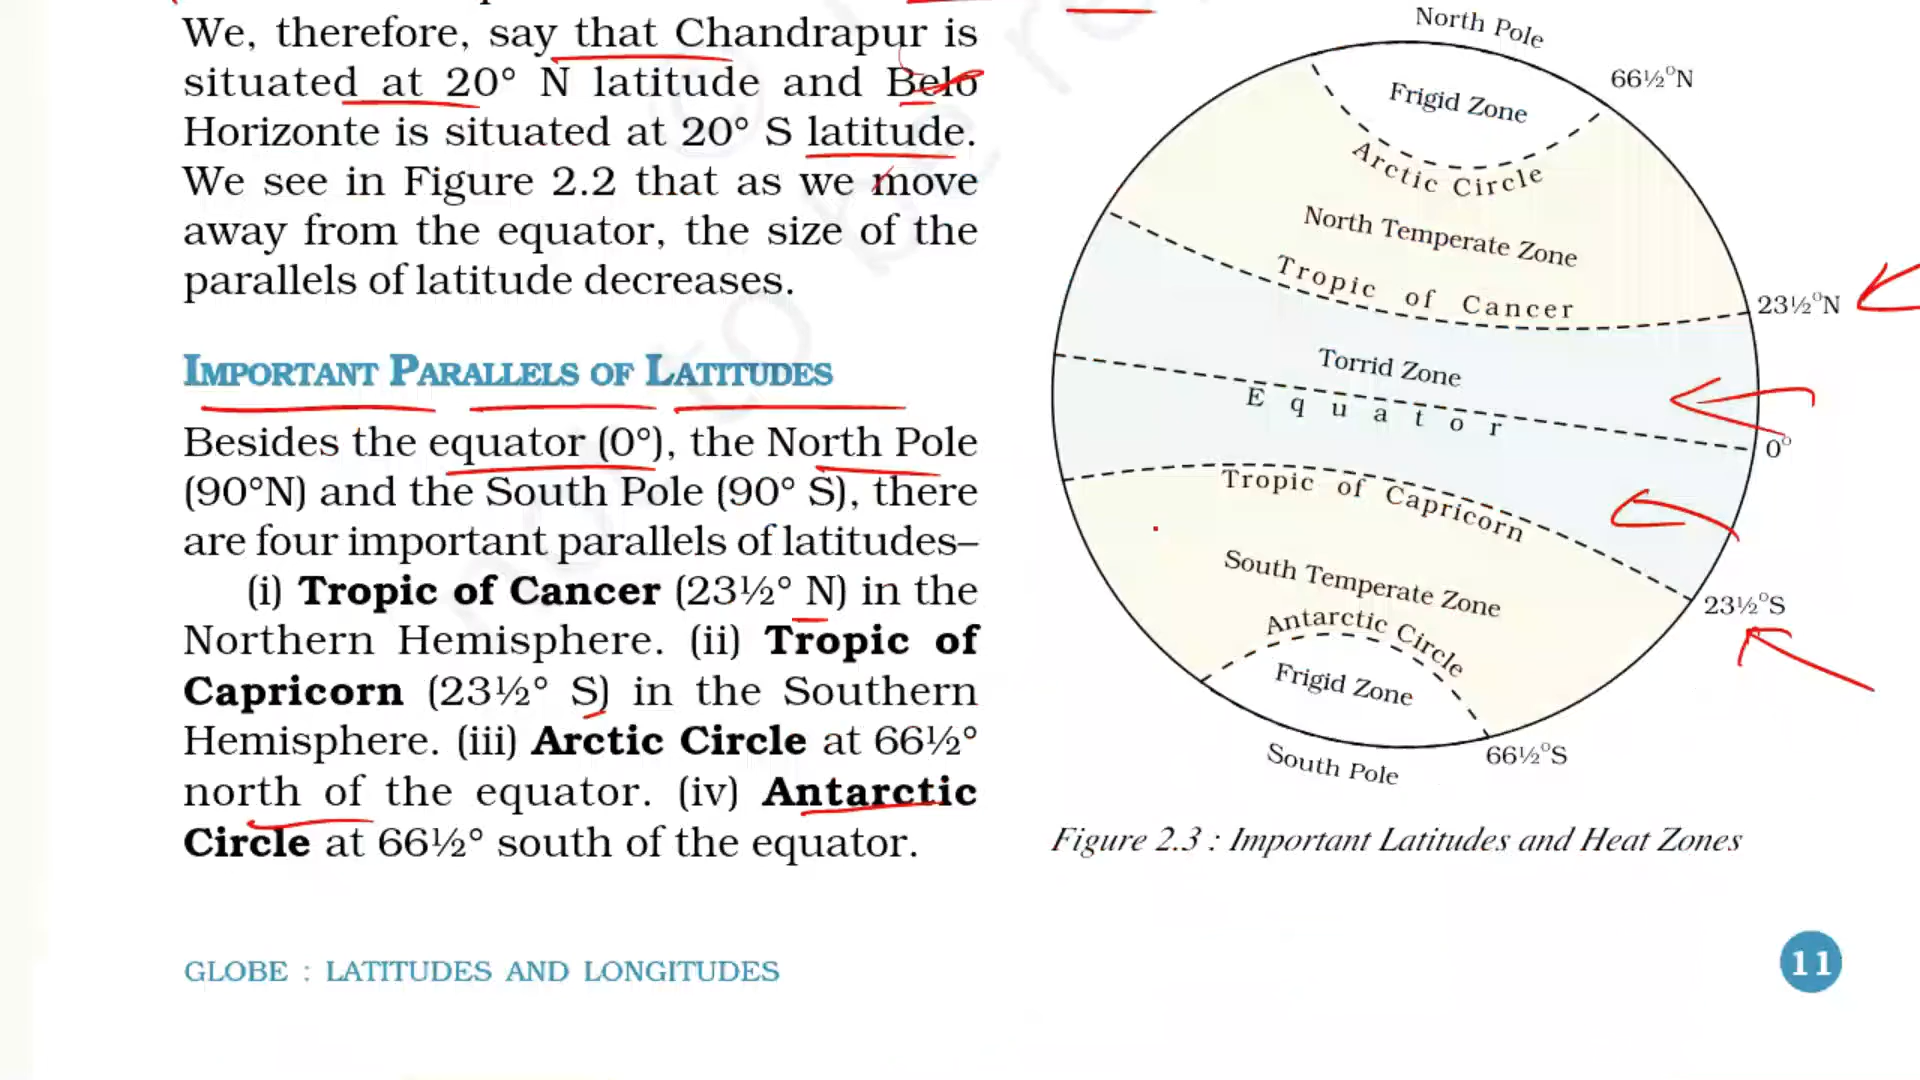 We, therefore, say that Chandrapur is
situated at 20° N latitude and Belo
Horizonte is situated at 20° S latitude.
We see in Figure 2.2 that as we move
away from the equator, the size of the
parallels of latitude decreases.
IMPORTANT PARALLELS OF LATITUDES
Besides the equator (0°), the North Pole
(90°N) and the South Pole (90° S), there
are four important parallels of latitudes–
(i) Tropic of Cancer (23½° N) in the
Northern Hemisphere. (ii) Tropic of
Capricorn (23½° S) in the Southern
Hemisphere. (iii) Arctic Circle at 66½°
north of the equator. (iv) Antarctic
Circle at 66½° south of the equator.
North Pole
66½°N
Frigid Zone
Arctic Circle
North Temperate Zone
Tropic of Cancer
23½°N
Torrid Zone
Equator
0°
Tropic of Capricorn
South Temperate Zone
23½°S
Antarctic Circle
Frigid Zone
66½°S
South Pole
Figure 2.3 : Important Latitudes and Heat Zones
GLOBE : LATITUDES AND LONGITUDES
11